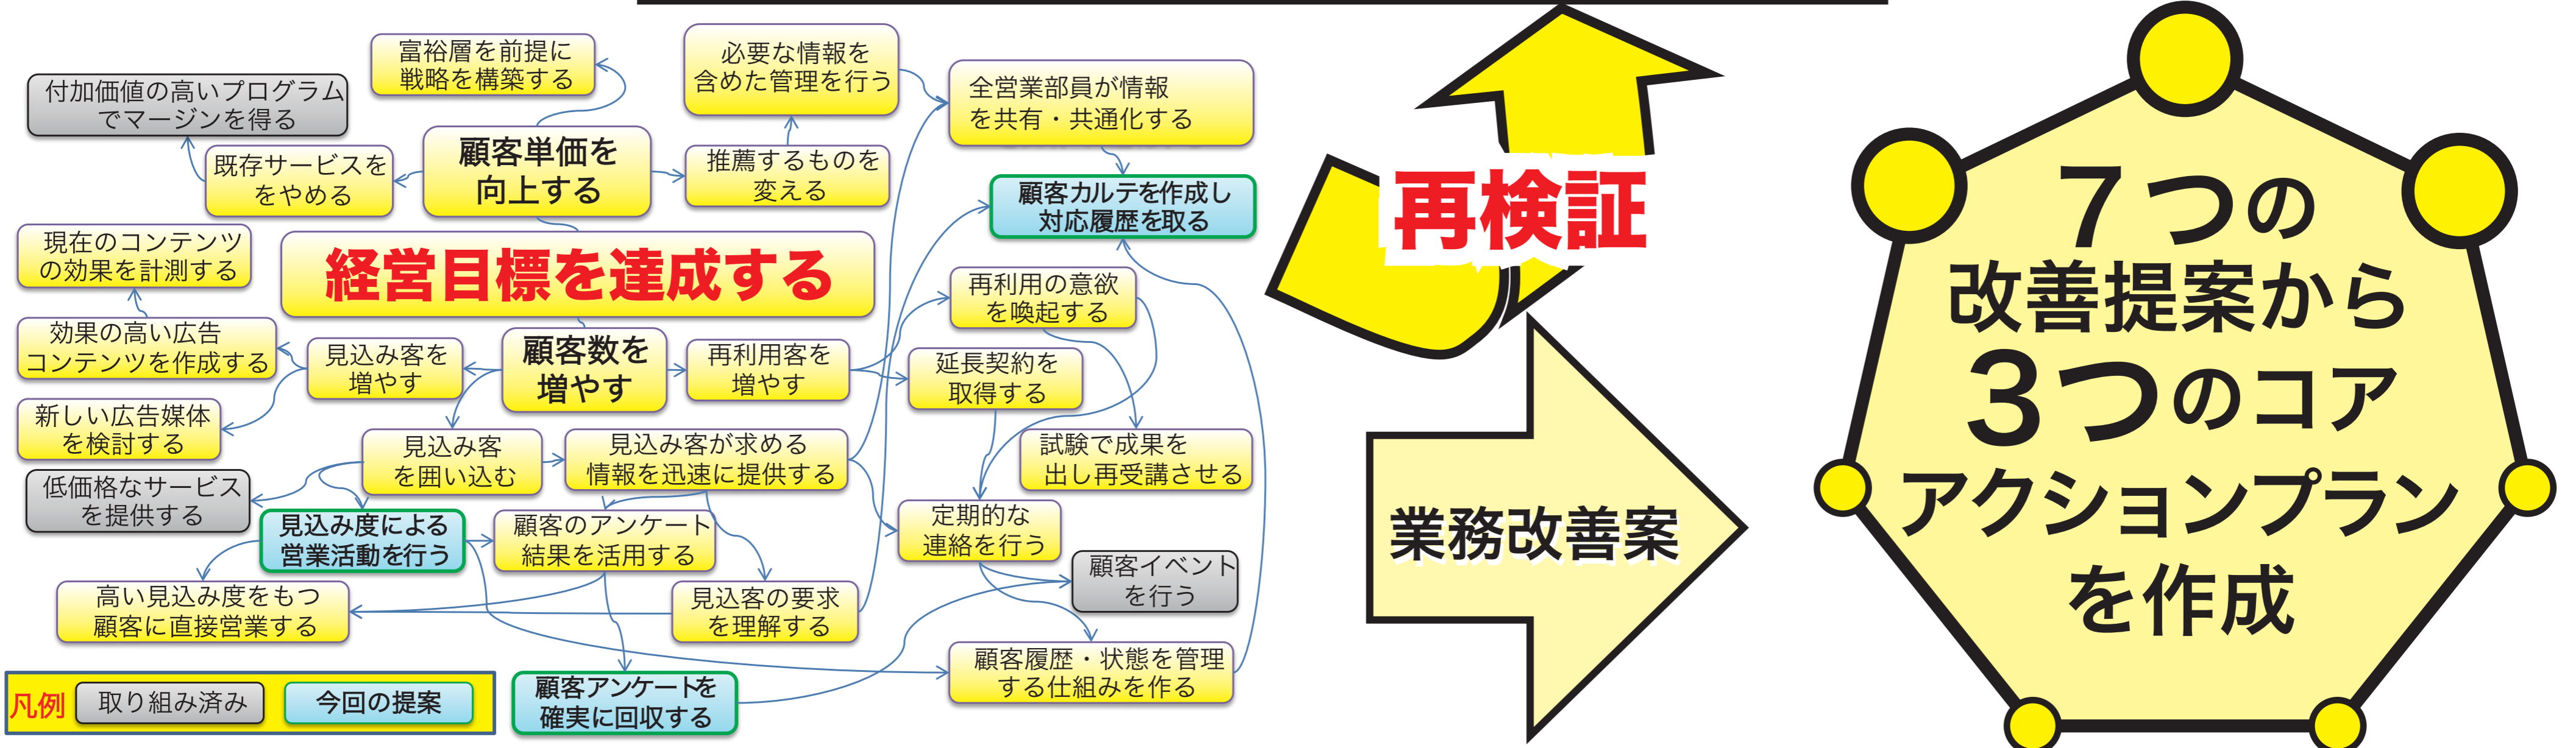 富裕層を前提に
戦略を構築する
必要な情報を
含めた管理を行う
全営業部員が情報
を共有・共通化する
付加価値の高いプログラム
でマージンを得る
既存サービスを
をやめる
顧客単価を
向上する
推薦するものを
変える
顧客カルテを作成し
対応履歴を取る
現在のコンテンツ
の効果を計測する
経営目標を達成する
再利用の意欲
を喚起する
効果の高い広告
コンテンツを作成する
見込み客を
増やす
顧客数を
増やす
再利用客を
増やす
延長契約を
取得する
新しい広告媒体
を検討する
見込み客
を囲い込む
見込み客が求める
情報を迅速に提供する
試験で成果を
出し再受講させる
低価格なサービス
を提供する
見込み度による
営業活動を行う
顧客のアンケート
結果を活用する
定期的な
連絡を行う
顧客イベント
を行う
高い見込み度をもつ
顧客に直接営業する
見込客の要求
を理解する
顧客履歴・状態を管理
する仕組みを作る
凡例
取り組み済み
今回の提案
顧客アンケートを
確実に回収する
再検証
業務改善案
7つの
改善提案から
3つのコア
アクションプラン
を作成